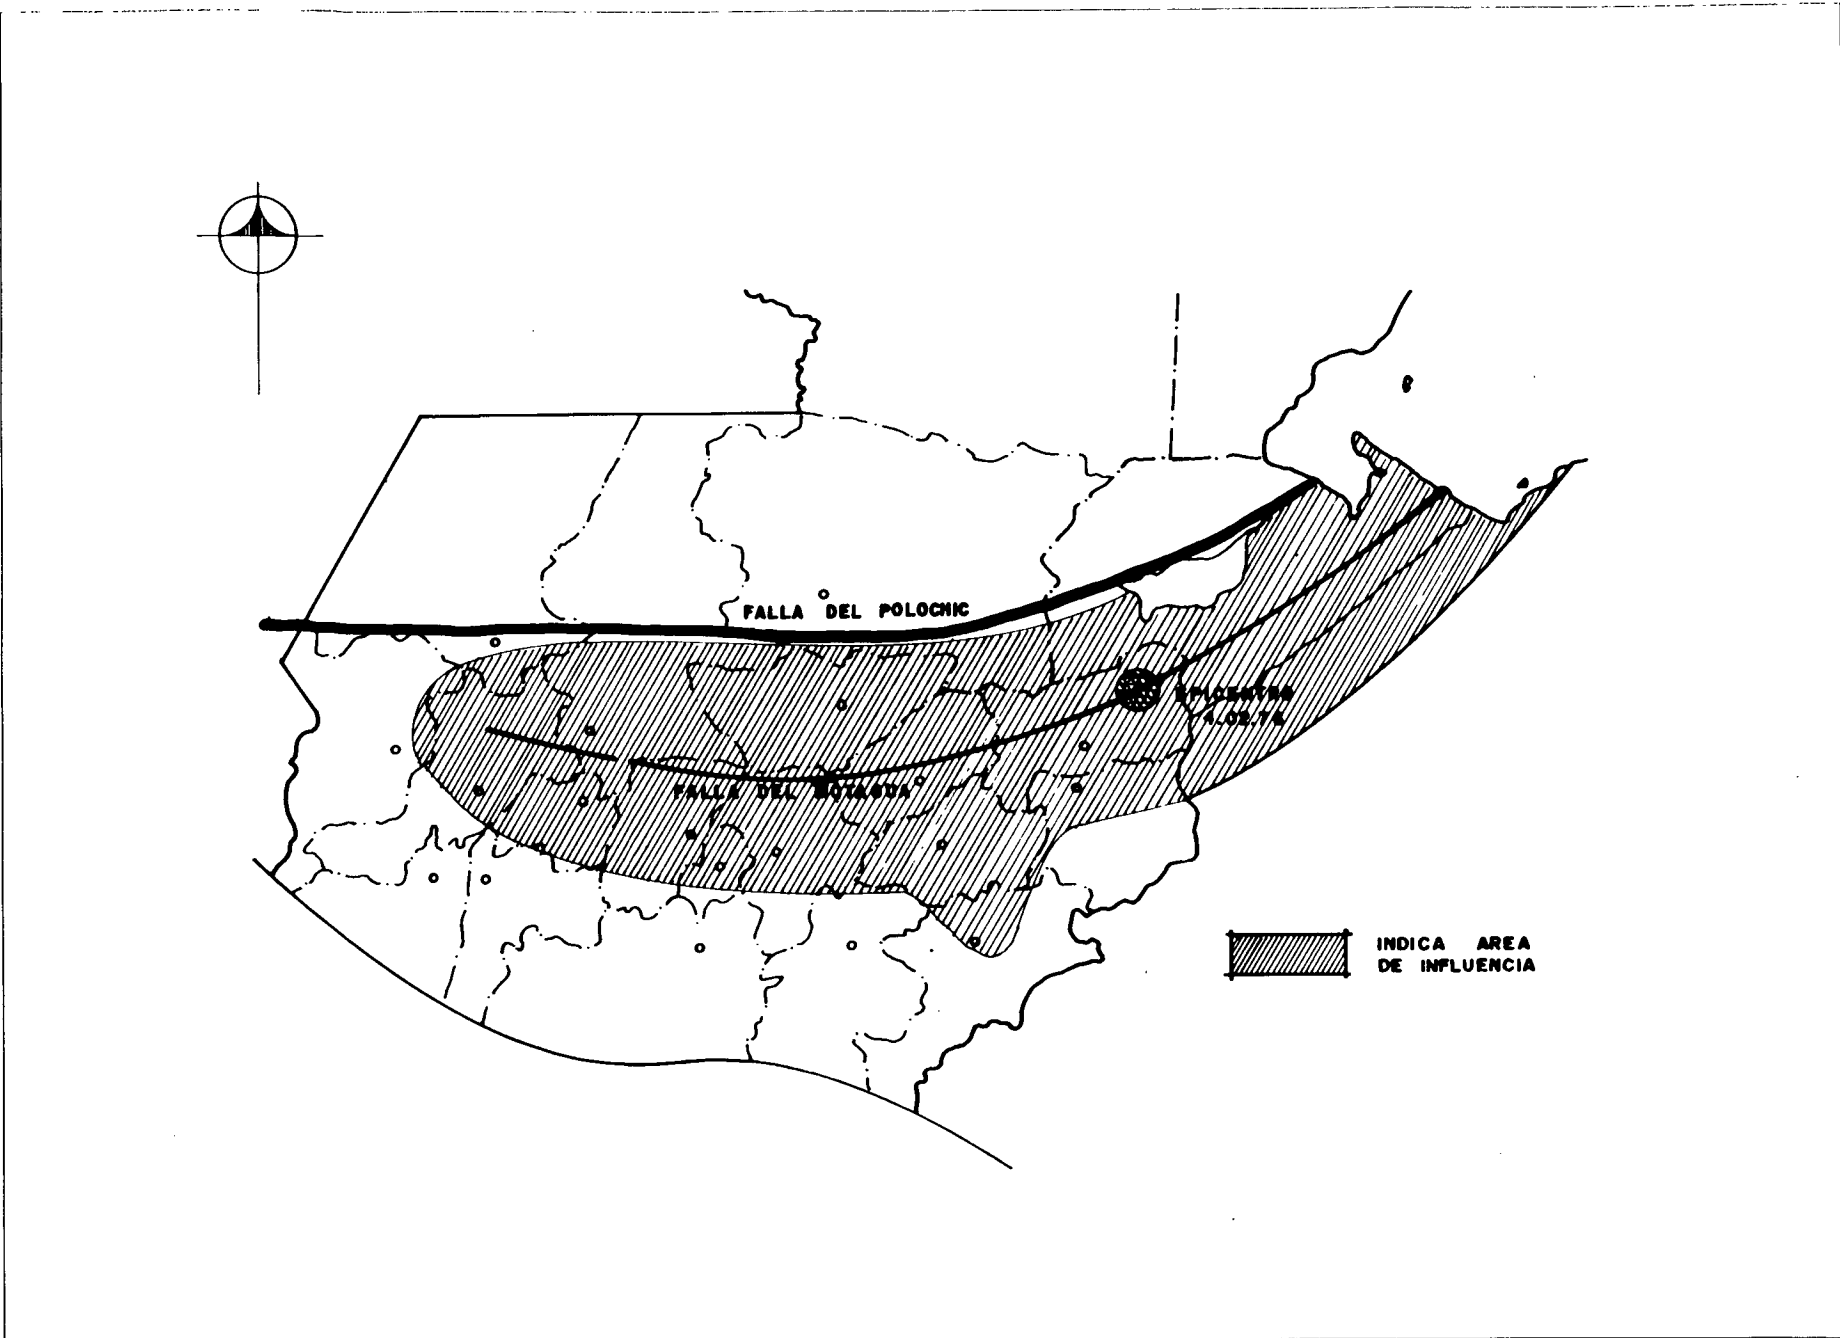 FALLA DEL POLOCHIC
EPICENTRO
4.02.76
FALLA DEL MOTAGUA
INDICA AREA
DE INFLUENCIA